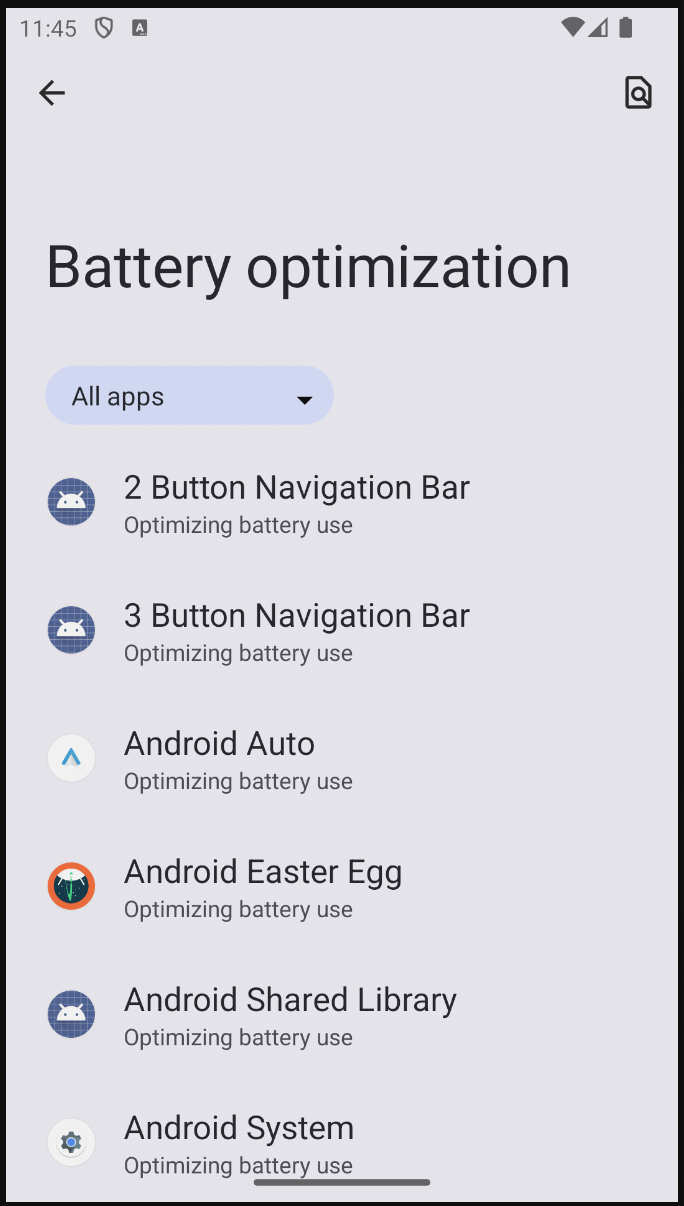 11:45
A
Battery optimization
All apps
2 Button Navigation Bar
Optimizing battery use
3 Button Navigation Bar
Optimizing battery use
Android Auto
Optimizing battery use
Android Easter Egg
Optimizing battery use
Android Shared Library
Optimizing battery use
Android System
Optimizing battery use